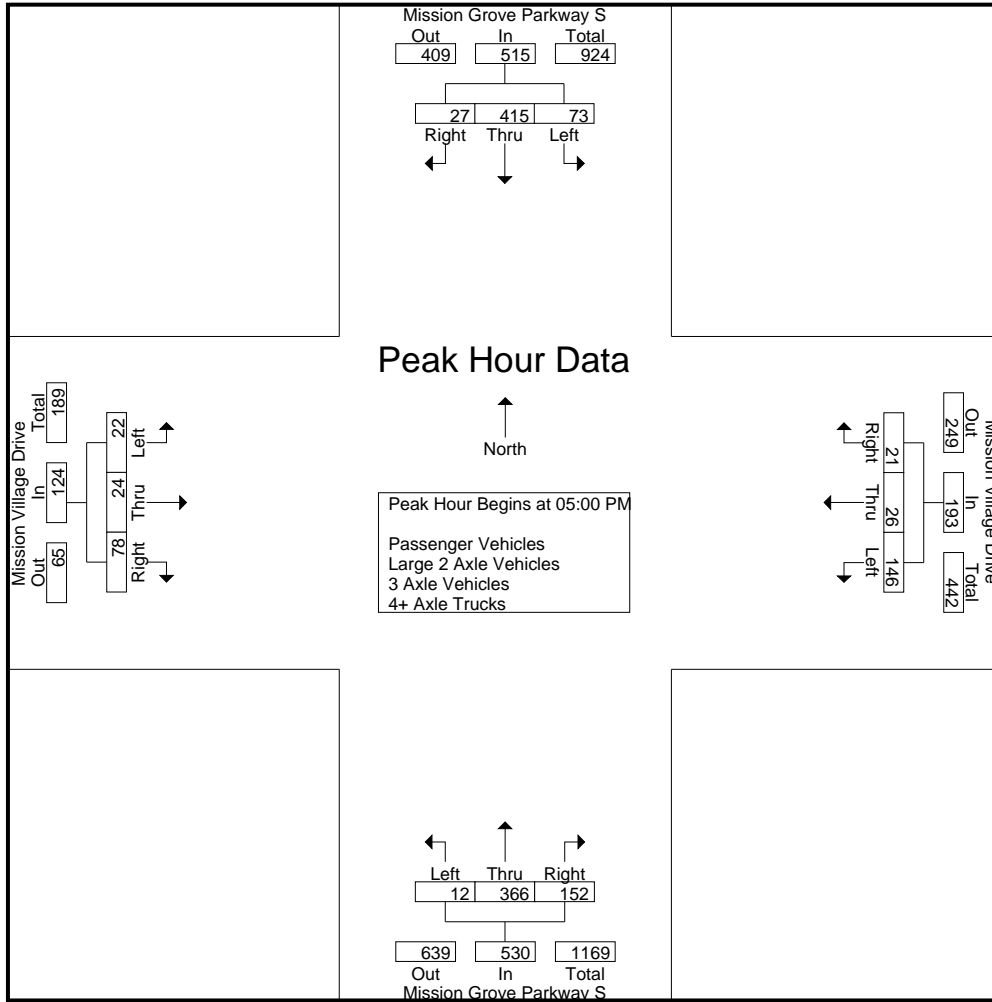 Mission Grove Parkway S
Out In Total
409 515 924
27 415 73
Right Thru Left
Peak Hour Data
North
Peak Hour Begins at 05:00 PM
Passenger Vehicles
Large 2 Axle Vehicles
3 Axle Vehicles
4+ Axle Trucks
Mission Village Drive
Out In Total
65 124 189
22 24 78
Left Thru Right
Right Thru Left
21 26 146
249 193 442
Out In Total
Mission Village Drive
Left Thru Right
12 366 152
639 530 1169
Out In Total
Mission Grove Parkway S